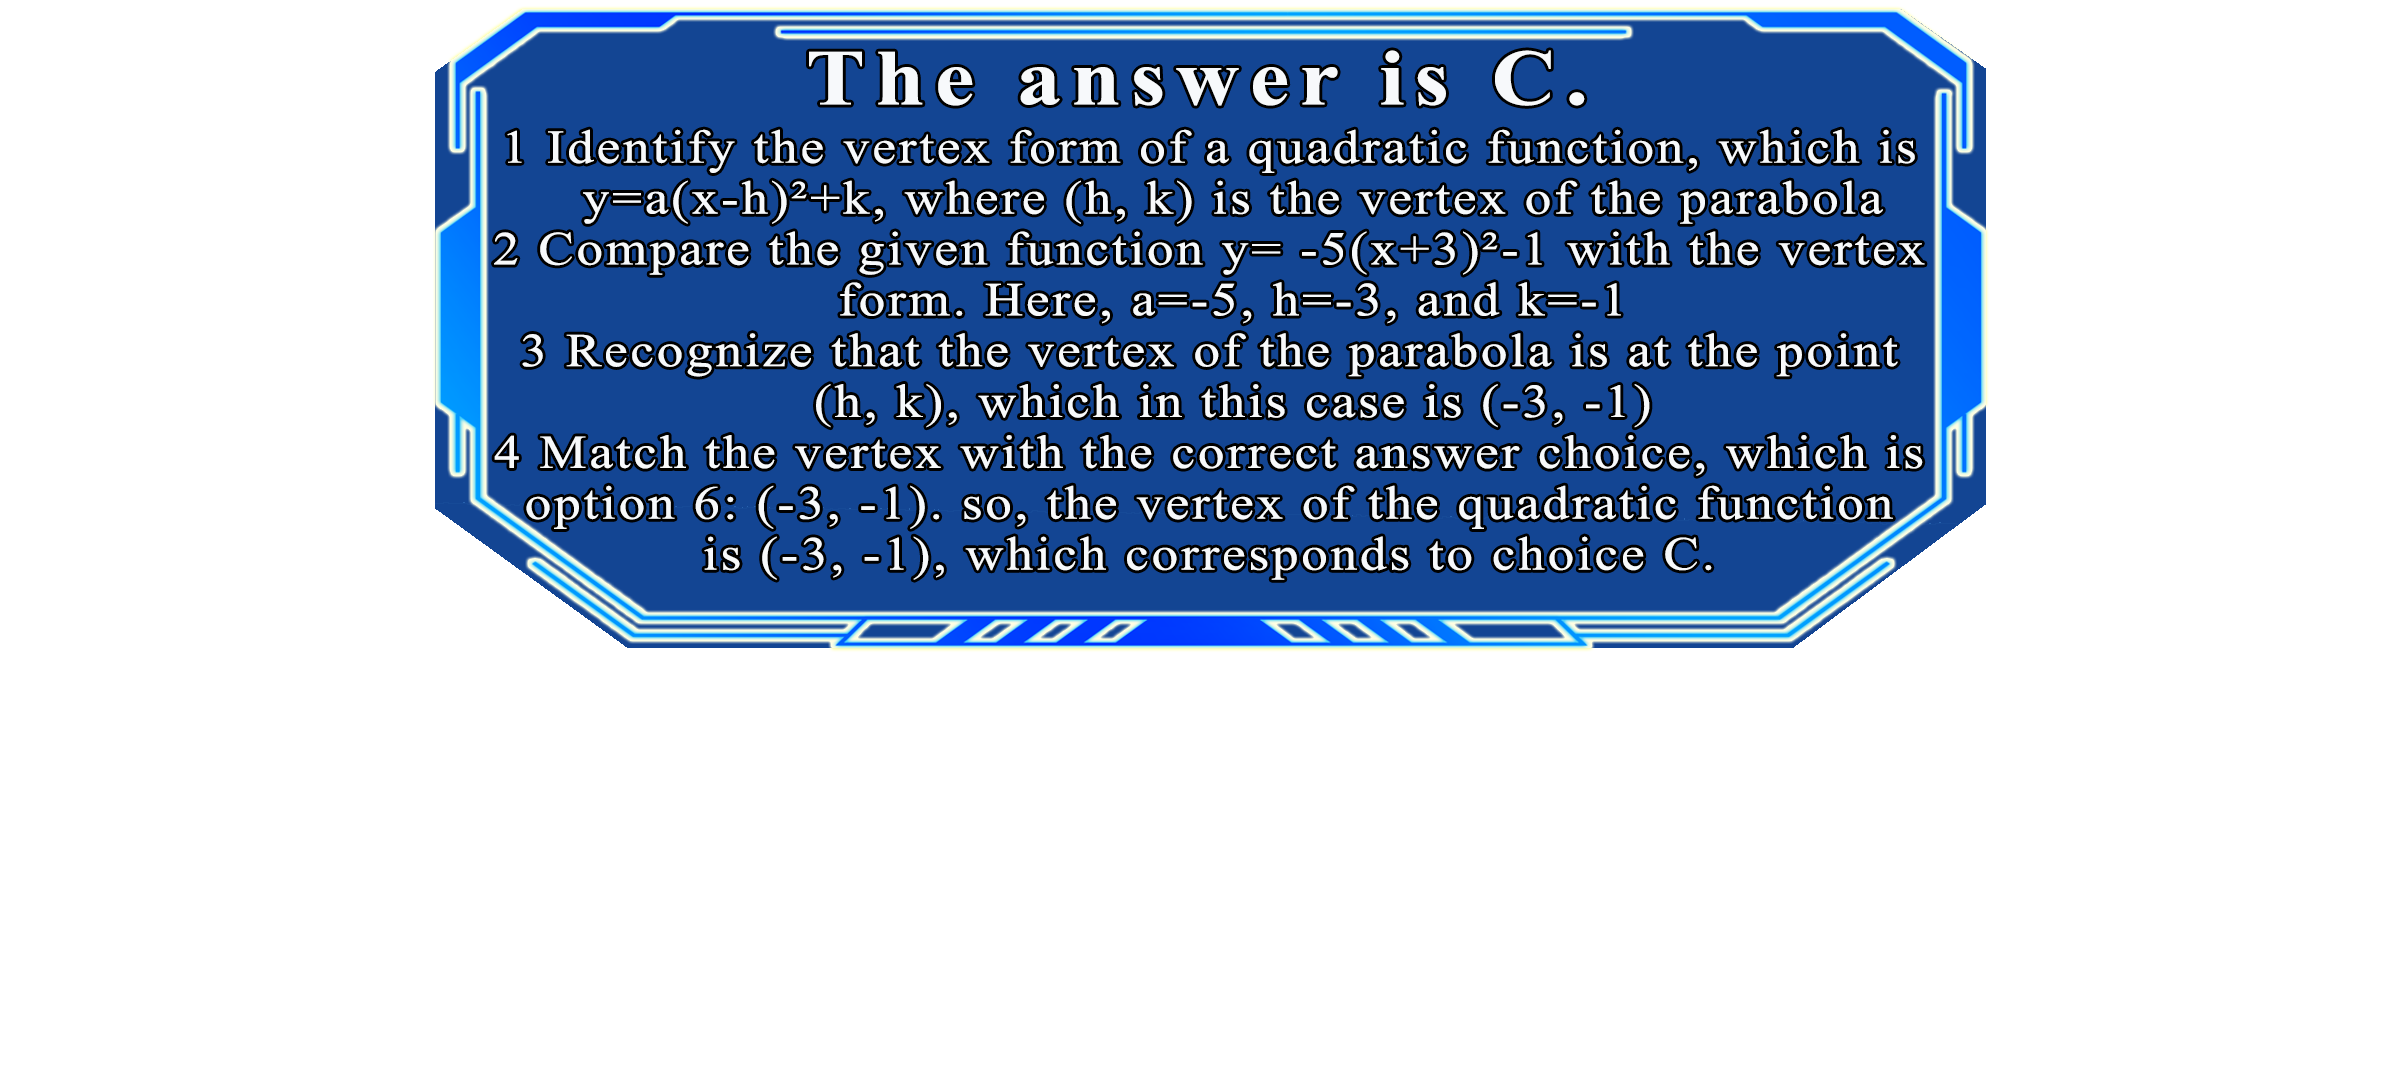 The answer is C.
1 Identify the vertex form of a quadratic function, which is
y=a(x-h)²+k, where (h, k) is the vertex of the parabola
2 Compare the given function y= -5(x+3)²-1 with the vertex
form. Here, a=-5, h=-3, and k=-1
3 Recognize that the vertex of the parabola is at the point
(h, k), which in this case is (-3, -1)
4 Match the vertex with the correct answer choice, which is
option 6: (-3, -1). so, the vertex of the quadratic function
is (-3, -1), which corresponds to choice C.